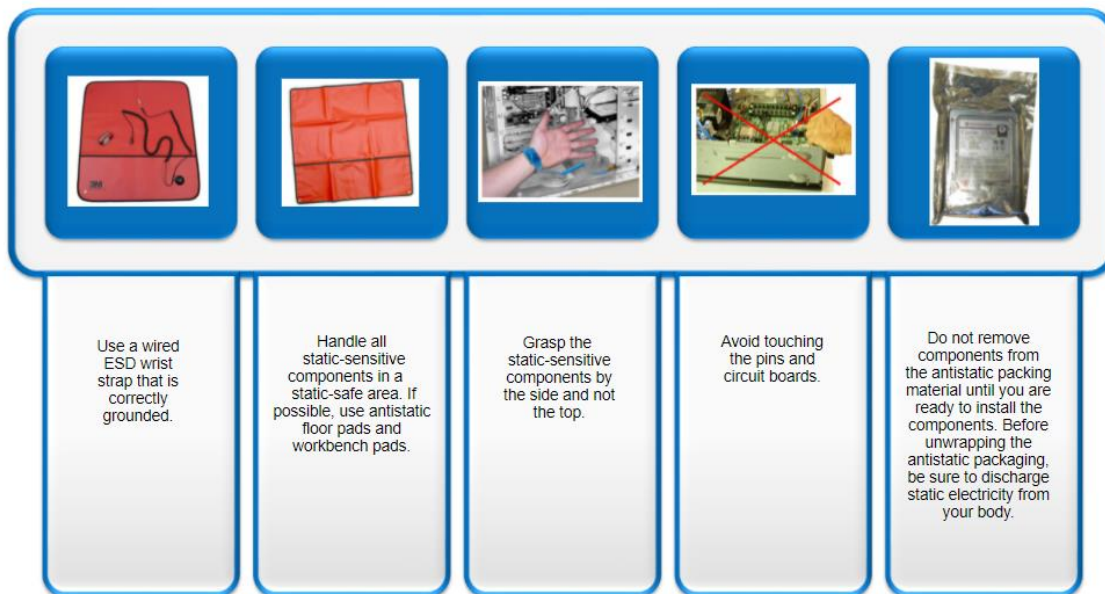 3M
Use a wired
ESD wrist
strap that is
correctly
grounded.
Handle all
static-sensitive
components in a
static-safe area. If
possible, use antistatic
floor pads and
workbench pads.
Grasp the
static-sensitive
components by
the side and not
the top.
Avoid touching
the pins and
circuit boards.
Do not remove
components from
the antistatic packing
material until you are
ready to install the
components. Before
unwrapping the
antistatic packaging,
be sure to discharge
static electricity from
your body.